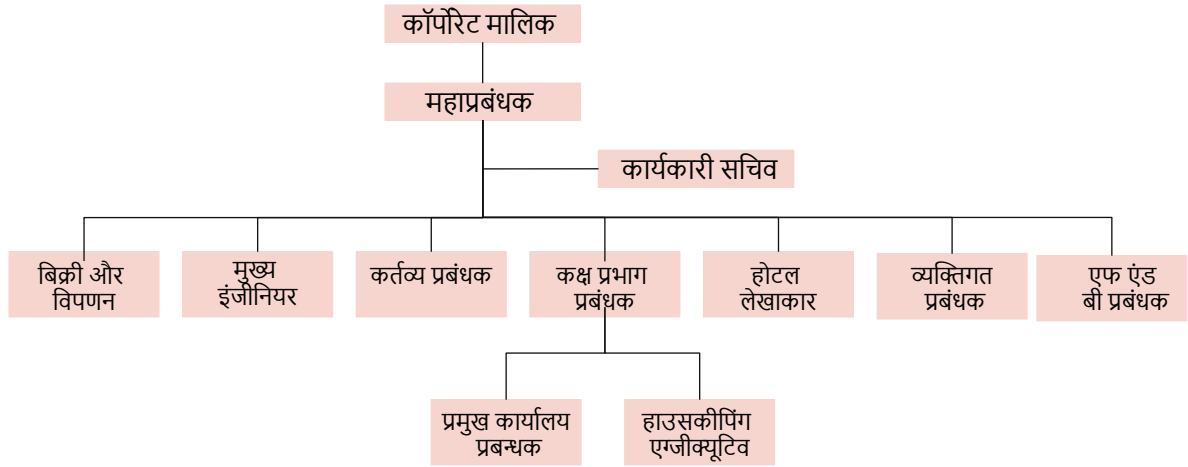 कॉर्पोरेट मालिक
महाप्रबंधक
कार्यकारी सचिव
बिक्री और
विपणन
मुख्य
इंजीनियर
कर्तव्य प्रबंधक
कक्ष प्रभाग
प्रबंधक
होटल
लेखाकार
व्यक्तिगत
प्रबंधक
एफ एंड
बी प्रबंधक
प्रमुख कार्यालय
प्रबन्धक
हाउसकीपिंग
एग्जीक्यूटिव